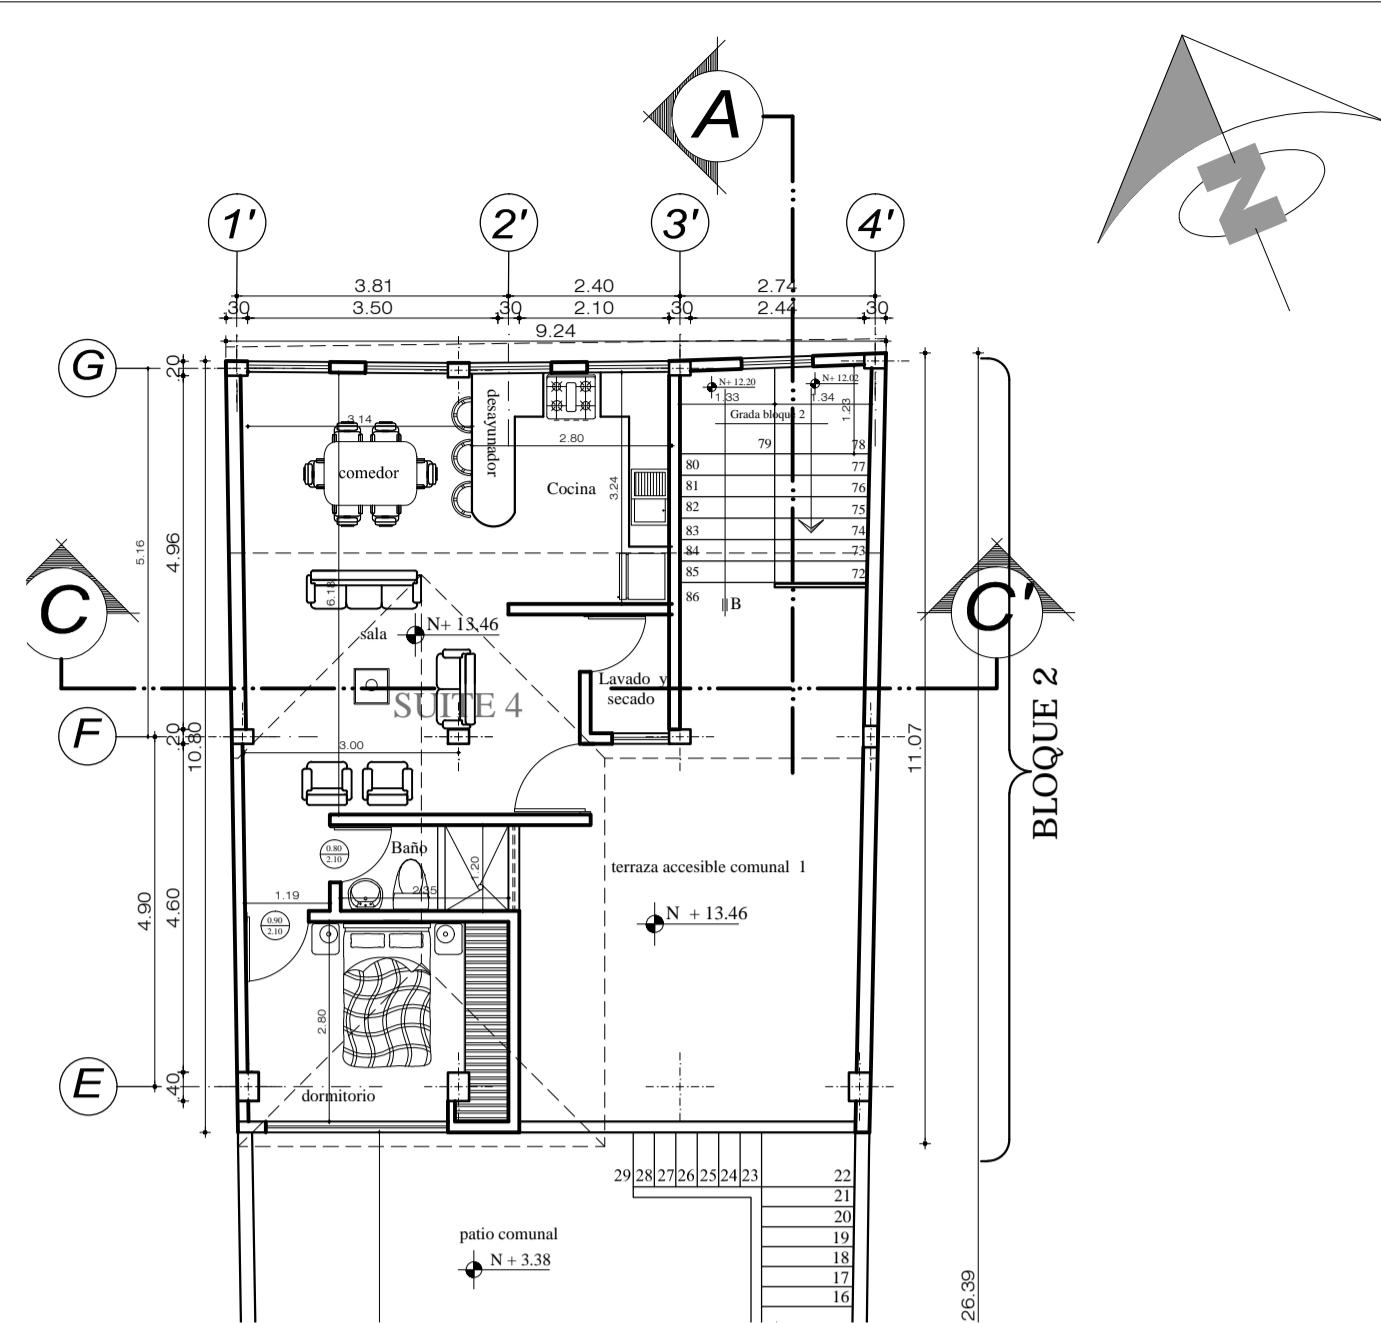 A
N
1' 2' 3' 4'
3.81 2.40 2.74
.30 3.50 .30 2.10 .30 2.44 .30
9.24
G
.20
N+ 12.20 N+ 12.02
1.33 1.34
1.23
Grada bloque 2
desayunador
3.14
2.80
comedor
Cocina
3.24
79 78
80 77
81 76
82 75
83 74
84 73
85 72
86
B
5.16
4.96
6.18
C
C'
sala
N+ 13.46
SUITE 4
Lavado y
secado
BLOQUE 2
F
.20
10.80
11.07
3.00
0.80
2.10
Baño
1.20
2.35
terraza accesible comunal 1
N + 13.46
4.90
4.60
1.19
0.90
2.10
2.80
E
.40
dormitorio
29 28 27 26 25 24 23 22
21
20
19
18
17
16
patio comunal
N + 3.38
26.39